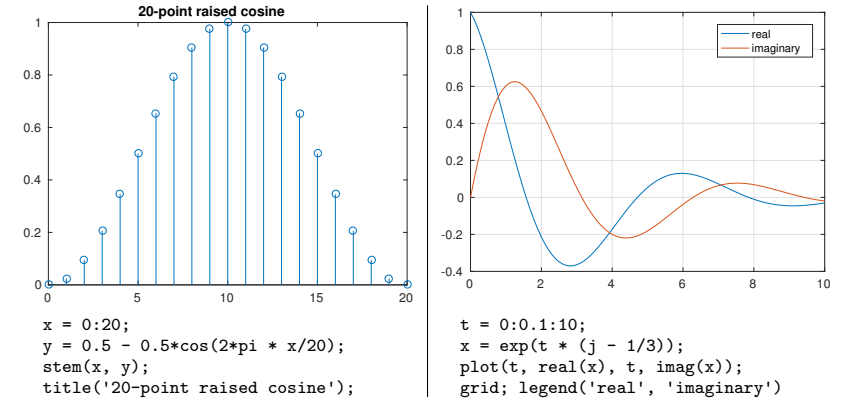 20-point raised cosine
1
0.8
0.6
0.4
0.2
0
0 5 10 15 20
x = 0:20;
y = 0.5 - 0.5*cos(2*pi * x/20);
stem(x, y);
title('20-point raised cosine');
1
0.8
0.6
0.4
0.2
0
-0.2
-0.4
0 2 4 6 8 10
real
imaginary
t = 0:0.1:10;
x = exp(t * (j - 1/3));
plot(t, real(x), t, imag(x));
grid; legend('real', 'imaginary')